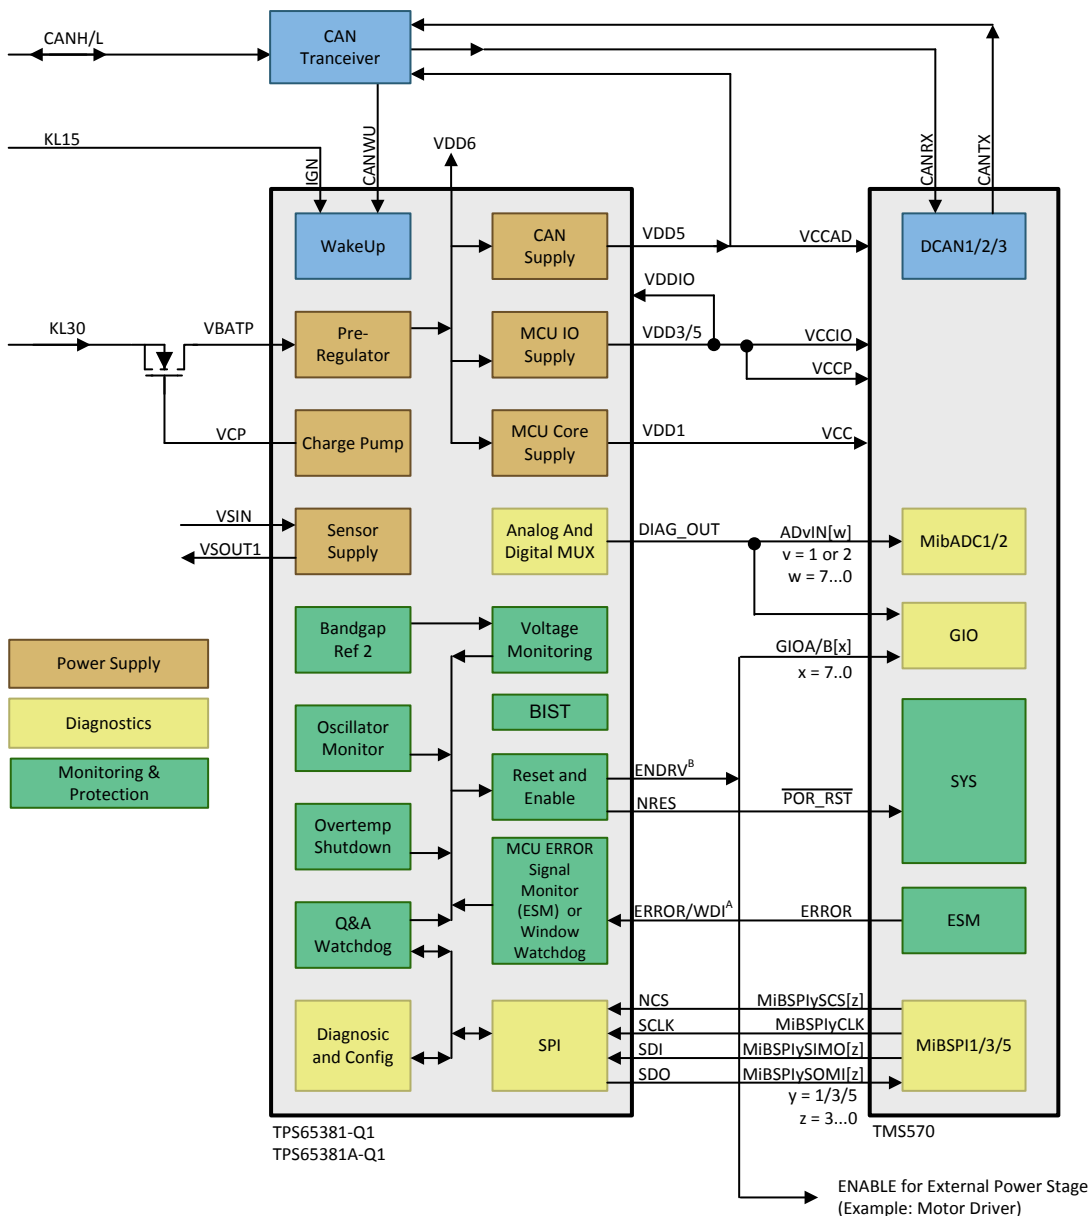 CANH/L
CAN
Tranceiver
KL15
IGN
CANWU
VDD6
CANRX
CANTX
WakeUp
CAN
Supply
VDD5
VCCAD
DCAN1/2/3
VDDIO
KL30
VBATP
Pre-
Regulator
MCU IO
Supply
VDD3/5
VCCIO
VCCP
VCP
Charge Pump
MCU Core
Supply
VDD1
VCC
VSIN
VSOUT1
Sensor
Supply
Analog And
Digital MUX
DIAG_OUT
ADvIN[w]
v = 1 or 2
w = 7...0
MibADC1/2
Bandgap
Ref 2
Voltage
Monitoring
GIOA/B[x]
x = 7..0
GIO
Power Supply
Diagnostics
Monitoring &
Protection
BIST
Oscillator
Monitor
Reset and
Enable
ENDRVᴮ
NRES
POR_RST
SYS
Overtemp
Shutdown
MCU ERROR
Signal
Monitor
(ESM) or
Window
Watchdog
Q&A
Watchdog
ERROR/WDIᴬ
ERROR
ESM
Diagnosic
and Config
SPI
NCS
SCLK
SDI
SDO
MiBSPIySCS[z]
MiBSPIyCLK
MiBSPIySIMO[z]
MiBSPIySOMI[z]
y = 1/3/5
z = 3...0
MiBSPI1/3/5
TPS65381-Q1
TPS65381A-Q1
TMS570
ENABLE for External Power Stage
(Example: Motor Driver)